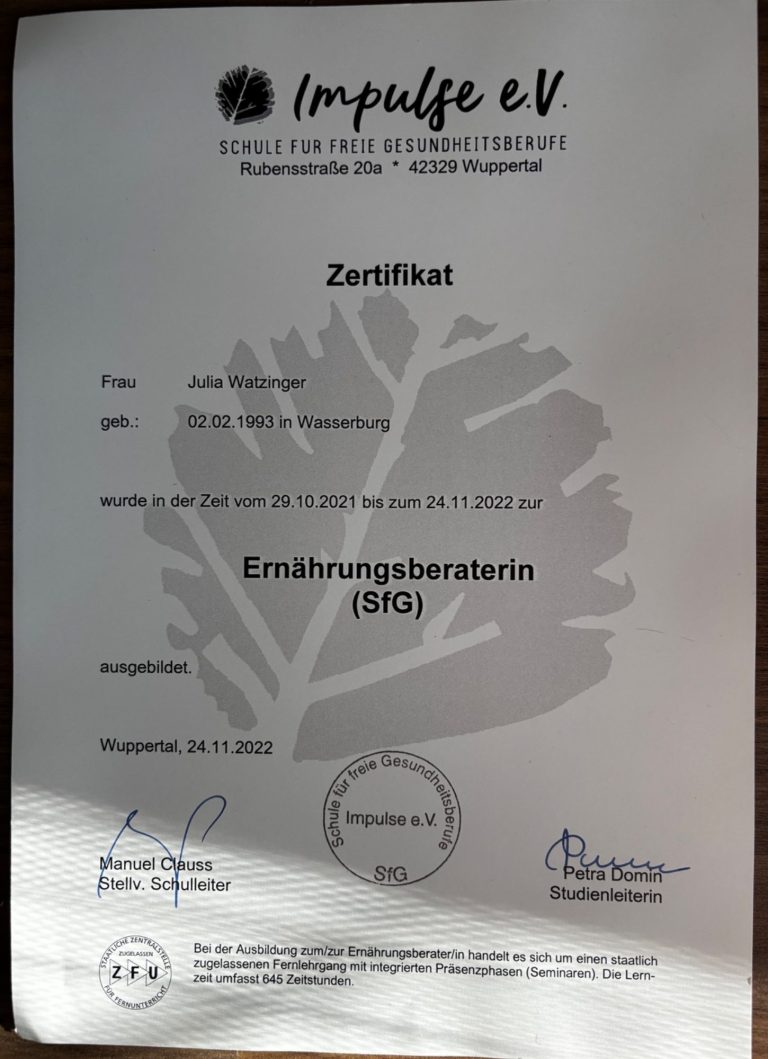 Impulse e.V.
SCHULE FÜR FREIE GESUNDHEITSBERUFE
Rubensstraße 20a * 42329 Wuppertal
Zertifikat
Frau Julia Watzinger
geb.: 02.02.1993 in Wasserburg
wurde in der Zeit vom 29.10.2021 bis zum 24.11.2022 zur
Ernährungsberaterin
(SfG)
ausgebildet.
Wuppertal, 24.11.2022
Schule für freie Gesundheitsberufe
Impulse e.V.
SfG
Manuel Clauss
Stellv. Schulleiter
Petra Domin
Studienleiterin
STAATLICHE ZENTRALSTELLE
ZUGELASSEN
ZFU
FÜR FERNUNTERRICHT
Bei der Ausbildung zum/zur Ernährungsberater/in handelt es sich um einen staatlich
zugelassenen Fernlehrgang mit integrierten Präsenzphasen (Seminaren). Die Lern-
zeit umfasst 645 Zeitstunden.